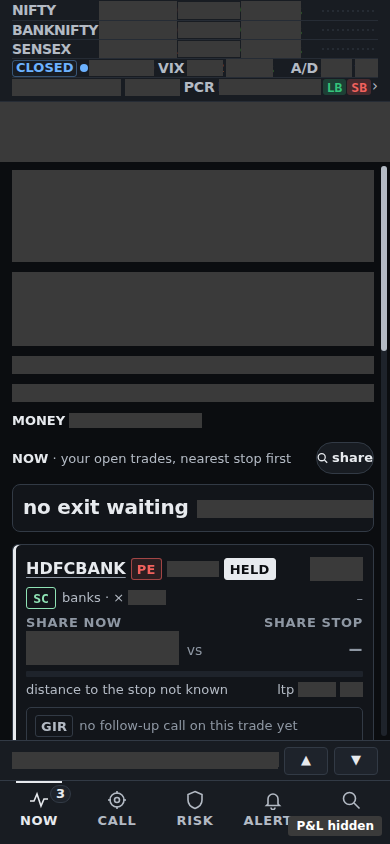 NIFTY
BANKNIFTY
SENSEX
CLOSED VIX A/D
PCR LB SB ›
MONEY
NOW · your open trades, nearest stop first share
no exit waiting
HDFCBANK PE HELD
SC banks · × –
SHARE NOW SHARE STOP
vs —
distance to the stop not known ltp
GIR no follow-up call on this trade yet
▲ ▼
3
NOW CALL RISK ALERT
P&L hidden